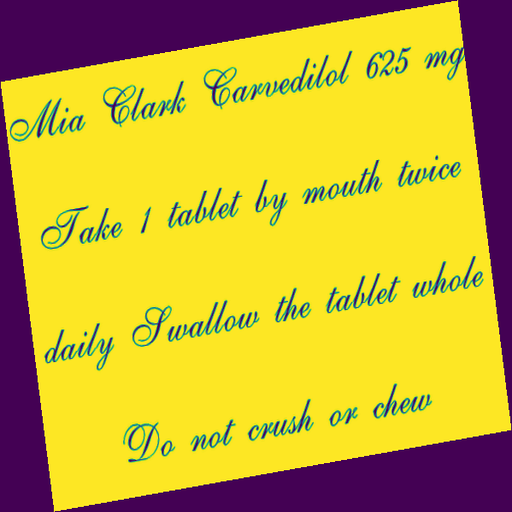 Mia Clark Carvedilol 625 mg
Take 1 tablet by mouth twice
daily Swallow the tablet whole
Do not crush or chew